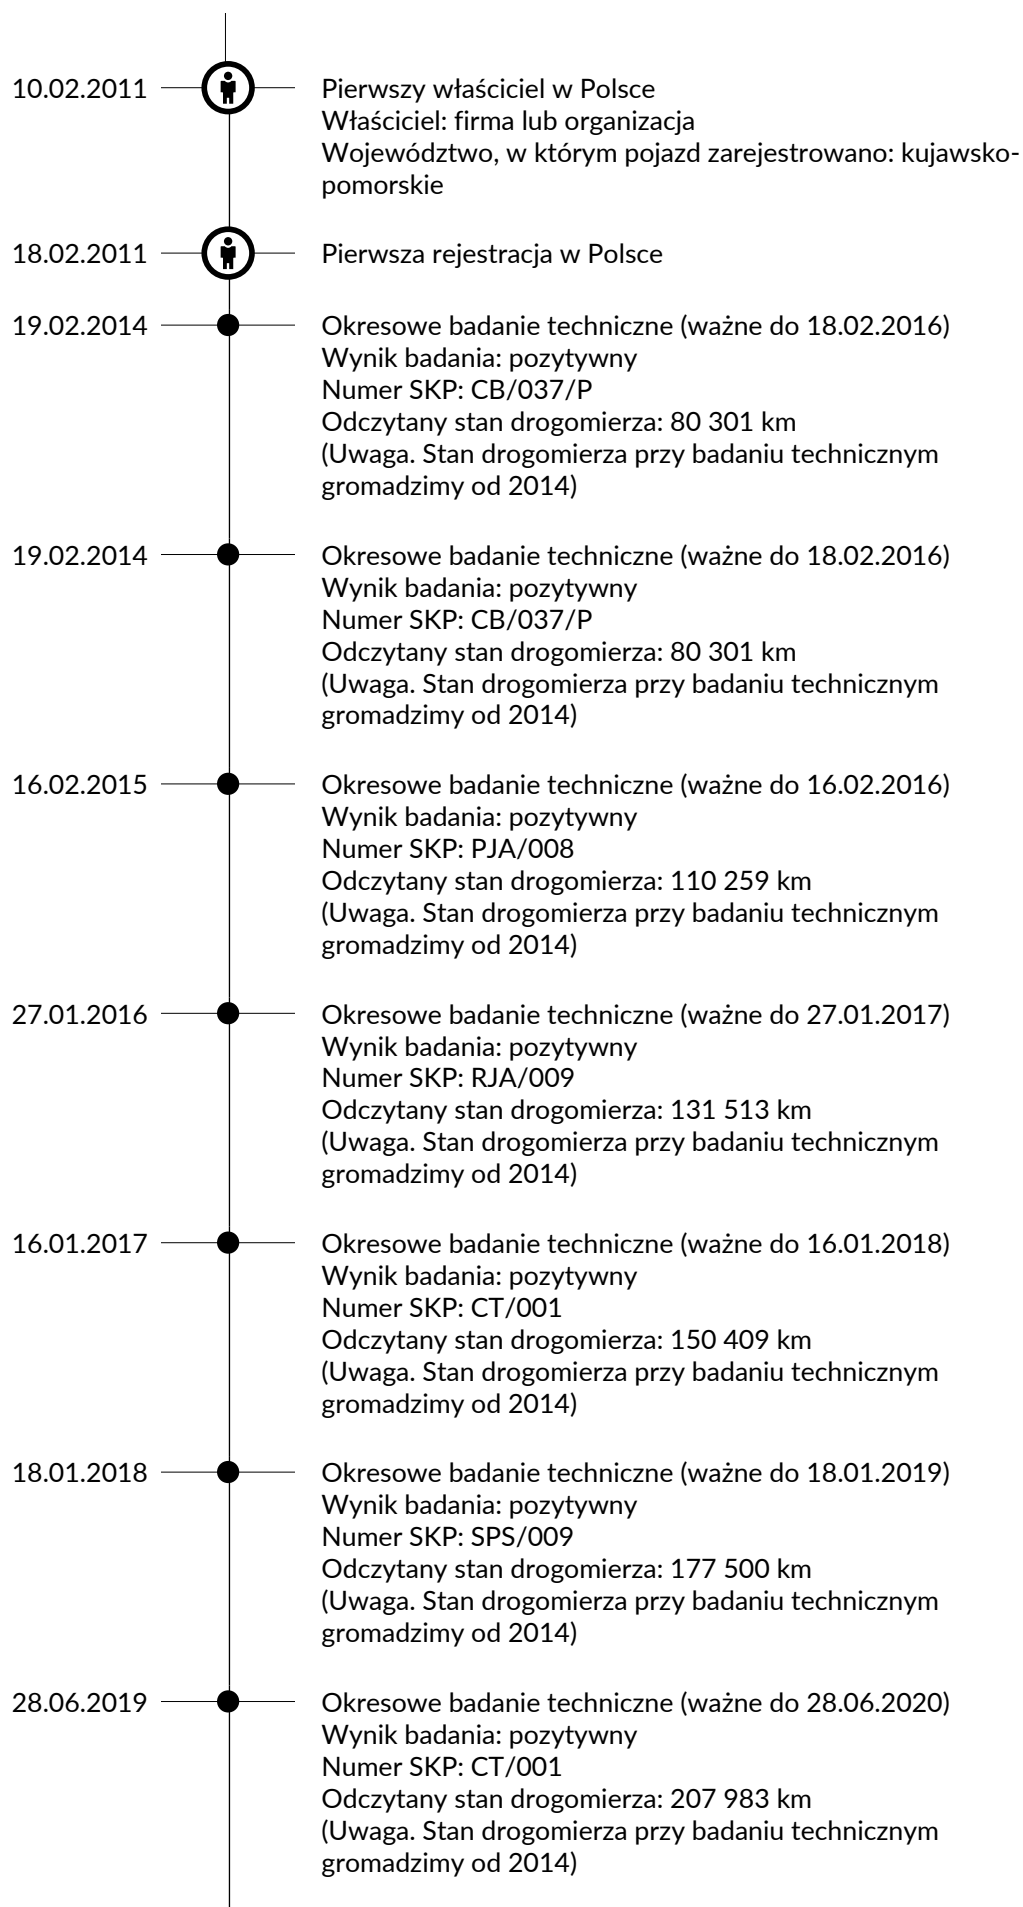 10.02.2011
Pierwszy właściciel w Polsce
Właściciel: firma lub organizacja
Województwo, w którym pojazd zarejestrowano: kujawsko-
pomorskie
18.02.2011
Pierwsza rejestracja w Polsce
19.02.2014
Okresowe badanie techniczne (ważne do 18.02.2016)
Wynik badania: pozytywny
Numer SKP: CB/037/P
Odczytany stan drogomierza: 80 301 km
(Uwaga. Stan drogomierza przy badaniu technicznym
gromadzimy od 2014)
19.02.2014
Okresowe badanie techniczne (ważne do 18.02.2016)
Wynik badania: pozytywny
Numer SKP: CB/037/P
Odczytany stan drogomierza: 80 301 km
(Uwaga. Stan drogomierza przy badaniu technicznym
gromadzimy od 2014)
16.02.2015
Okresowe badanie techniczne (ważne do 16.02.2016)
Wynik badania: pozytywny
Numer SKP: PJA/008
Odczytany stan drogomierza: 110 259 km
(Uwaga. Stan drogomierza przy badaniu technicznym
gromadzimy od 2014)
27.01.2016
Okresowe badanie techniczne (ważne do 27.01.2017)
Wynik badania: pozytywny
Numer SKP: RJA/009
Odczytany stan drogomierza: 131 513 km
(Uwaga. Stan drogomierza przy badaniu technicznym
gromadzimy od 2014)
16.01.2017
Okresowe badanie techniczne (ważne do 16.01.2018)
Wynik badania: pozytywny
Numer SKP: CT/001
Odczytany stan drogomierza: 150 409 km
(Uwaga. Stan drogomierza przy badaniu technicznym
gromadzimy od 2014)
18.01.2018
Okresowe badanie techniczne (ważne do 18.01.2019)
Wynik badania: pozytywny
Numer SKP: SPS/009
Odczytany stan drogomierza: 177 500 km
(Uwaga. Stan drogomierza przy badaniu technicznym
gromadzimy od 2014)
28.06.2019
Okresowe badanie techniczne (ważne do 28.06.2020)
Wynik badania: pozytywny
Numer SKP: CT/001
Odczytany stan drogomierza: 207 983 km
(Uwaga. Stan drogomierza przy badaniu technicznym
gromadzimy od 2014)